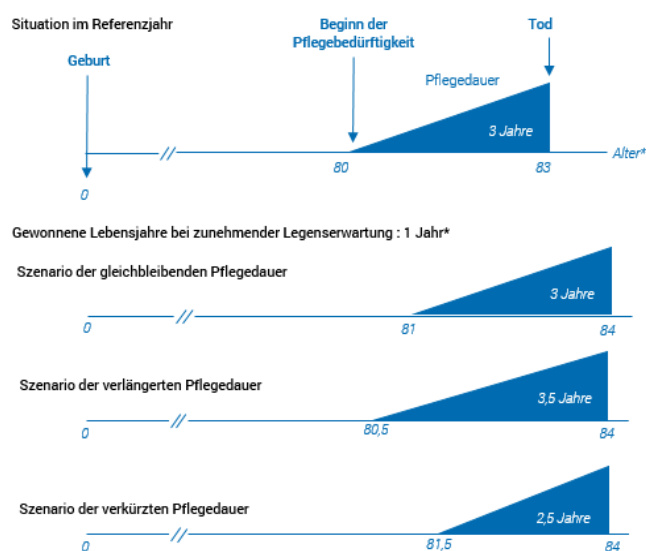 Situation im Referenzjahr
Geburt
Beginn der
Pflegebedürftigkeit
Tod
Pflegedauer
3 Jahre
Alter*
0
80
83
Gewonnene Lebensjahre bei zunehmender Legenserwartung : 1 Jahr*
Szenario der gleichbleibenden Pflegedauer
3 Jahre
0
81
84
Szenario der verlängerten Pflegedauer
3,5 Jahre
0
80,5
84
Szenario der verkürzten Pflegedauer
2,5 Jahre
0
81,5
84